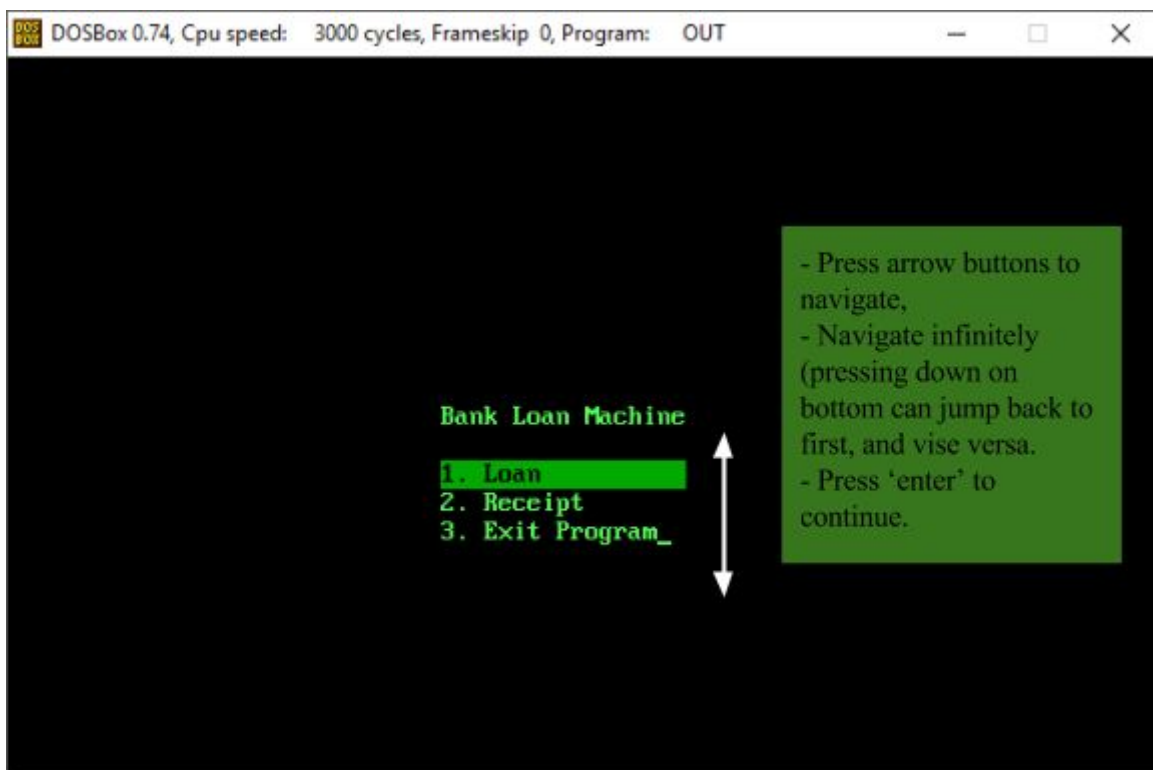 DOS
BOX
DOSBox 0.74, Cpu speed: 3000 cycles, Frameskip 0, Program: OUT
- Press arrow buttons to
navigate,
- Navigate infinitely
(pressing down on
bottom can jump back to
first, and vise versa.
- Press ‘enter’ to
continue.
Bank Loan Machine
1. Loan
2. Receipt
3. Exit Program_